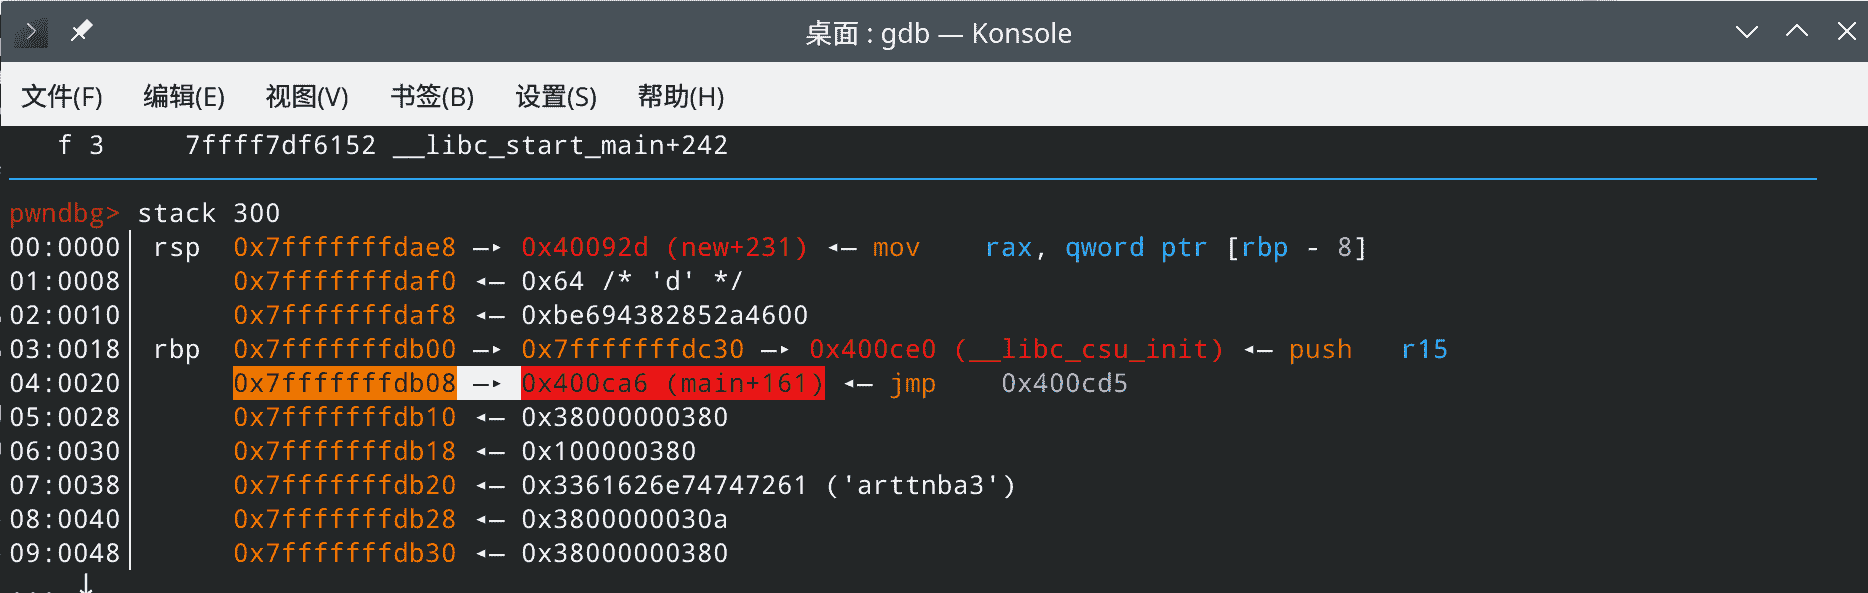 桌面 : gdb — Konsole
文件(F) 编辑(E) 视图(V) 书签(B) 设置(S) 帮助(H)
f 3 7ffff7df6152 __libc_start_main+242
pwndbg> stack 300
00:0000│ rsp 0x7fffffffdae8 —▸ 0x40092d (new+231) ◂— mov rax, qword ptr [rbp - 8]
01:0008│ 0x7fffffffdaf0 ◂— 0x64 /* 'd' */
02:0010│ 0x7fffffffdaf8 ◂— 0xbe694382852a4600
03:0018│ rbp 0x7fffffffdb00 —▸ 0x7fffffffdc30 —▸ 0x400ce0 (__libc_csu_init) ◂— push r15
04:0020│ 0x7fffffffdb08 —▸ 0x400ca6 (main+161) ◂— jmp 0x400cd5
05:0028│ 0x7fffffffdb10 ◂— 0x38000000380
06:0030│ 0x7fffffffdb18 ◂— 0x100000380
07:0038│ 0x7fffffffdb20 ◂— 0x3361626e74747261 ('arttnba3')
08:0040│ 0x7fffffffdb28 ◂— 0x3800000030a
09:0048│ 0x7fffffffdb30 ◂— 0x38000000380
... ↓